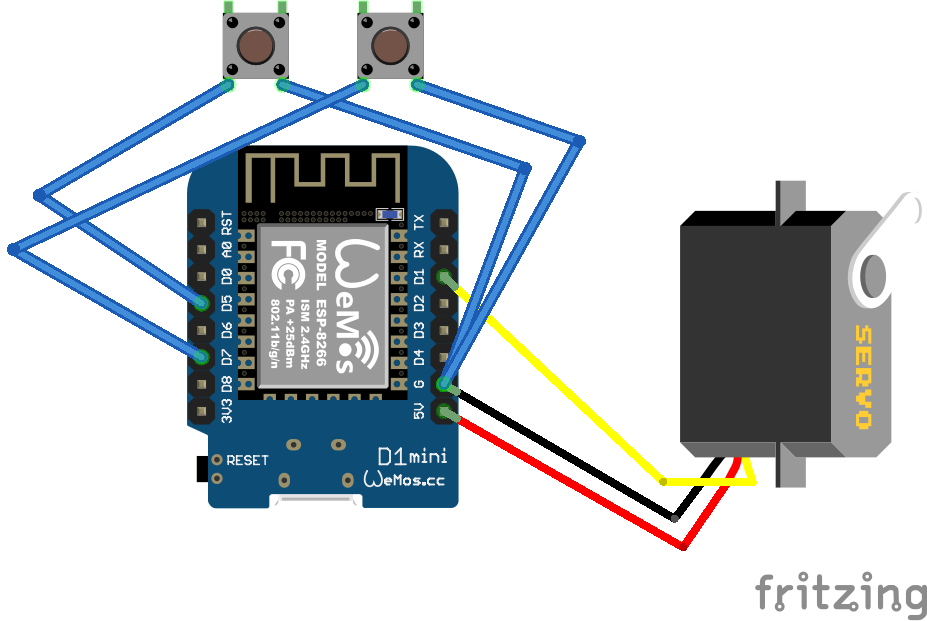 RST
A0
D0
D5
D6
D7
D8
3V3
TX
RX
D1
D2
D3
D4
G
5V
WeMos
MODEL ESP-8266
ISM 2.4GHz
PA +25dBm
802.11b/g/n
FC
RESET
D1mini
WeMos.cc
SERVO
fritzing